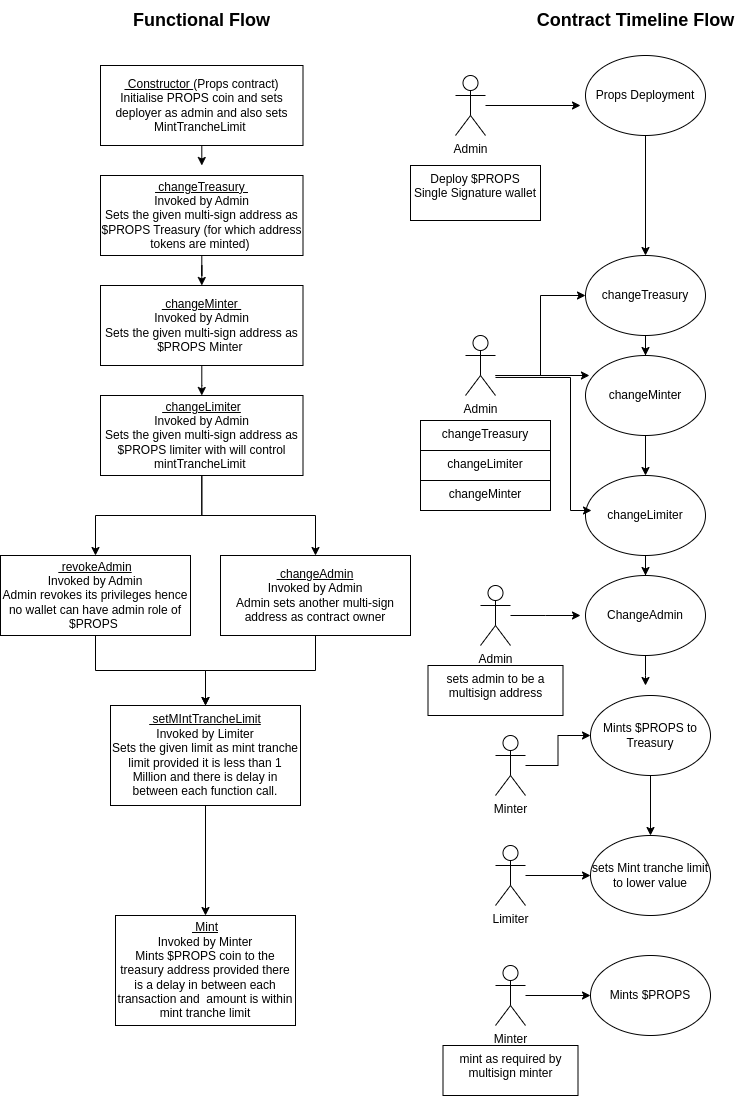 Functional Flow
Constructor (Props contract)
Initialise PROPS coin and sets
deployer as admin and also sets
MintTrancheLimit
changeTreasury
Invoked by Admin
Sets the given multi-sign address as
$PROPS Treasury (for which address
tokens are minted)
changeMinter
Invoked by Admin
Sets the given multi-sign address as
$PROPS Minter
changeLimiter
Invoked by Admin
Sets the given multi-sign address as
$PROPS limiter with will control
mintTrancheLimit
revokeAdmin
Invoked by Admin
Admin revokes its privileges hence
no wallet can have admin role of
$PROPS
changeAdmin
Invoked by Admin
Admin sets another multi-sign
address as contract owner
setMIntTrancheLimit
Invoked by Limiter
Sets the given limit as mint tranche
limit provided it is less than 1
Million and there is delay in
between each function call.
Mint
Invoked by Minter
Mints $PROPS coin to the
treasury address provided there
is a delay in between each
transaction and  amount is within
mint tranche limit
Contract Timeline Flow
Props Deployment
Admin
Deploy $PROPS
Single Signature wallet
changeTreasury
changeMinter
Admin
changeTreasury
changeLimiter
changeMinter
changeLimiter
ChangeAdmin
Admin
sets admin to be a
multisign address
Mints $PROPS to
Treasury
Minter
sets Mint tranche limit
to lower value
Limiter
Mints $PROPS
Minter
mint as required by
multisign minter